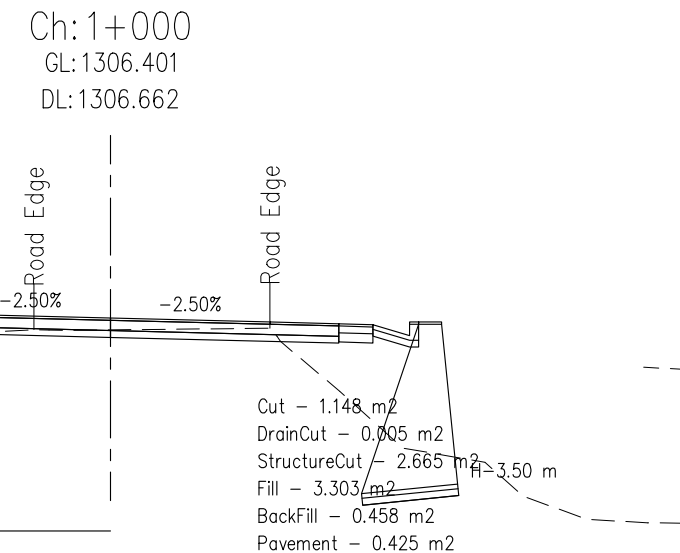 Ch:1+000
GL:1306.401
DL:1306.662
Road Edge
Road Edge
-2.50%
-2.50%
Cut - 1.148 m2
DrainCut - 0.005 m2
StructureCut - 2.665 m2
H-3.50 m
Fill - 3.303 m2
BackFill - 0.458 m2
Pavement - 0.425 m2